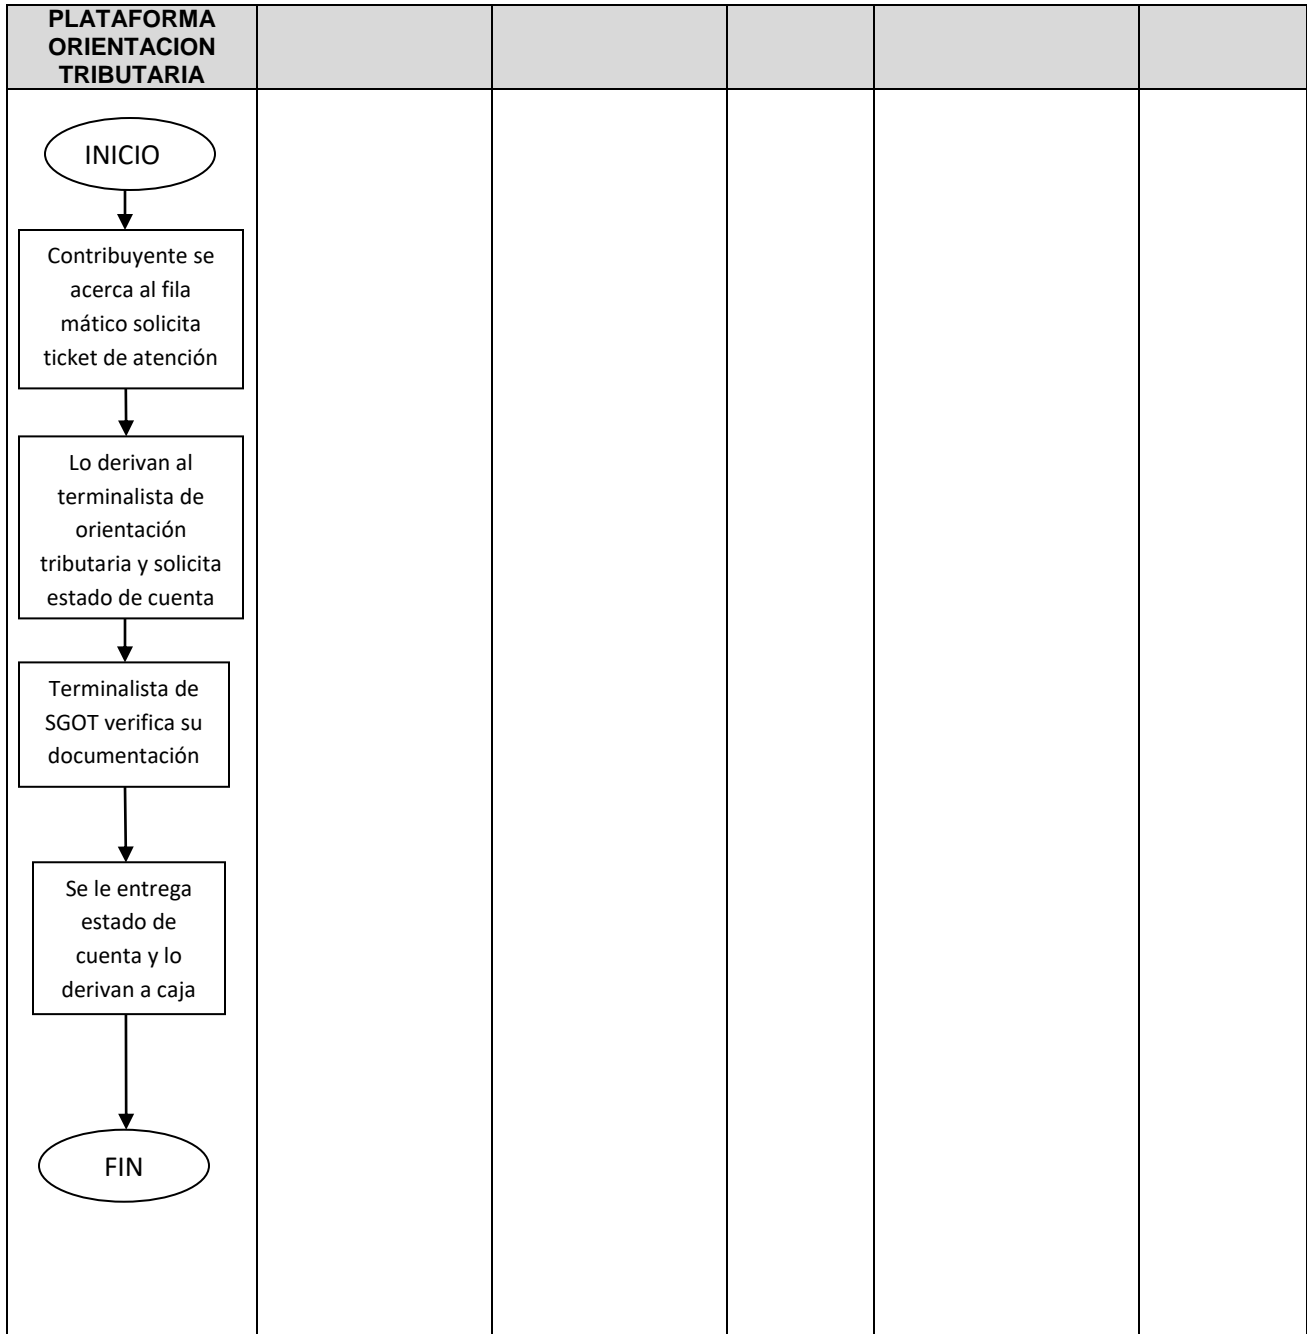 PLATAFORMA
ORIENTACION
TRIBUTARIA
INICIO
Contribuyente se
acerca al fila
mático solicita
ticket de atención
Lo derivan al
terminalista de
orientación
tributaria y solicita
estado de cuenta
Terminalista de
SGOT verifica su
documentación
Se le entrega
estado de
cuenta y lo
derivan a caja
FIN